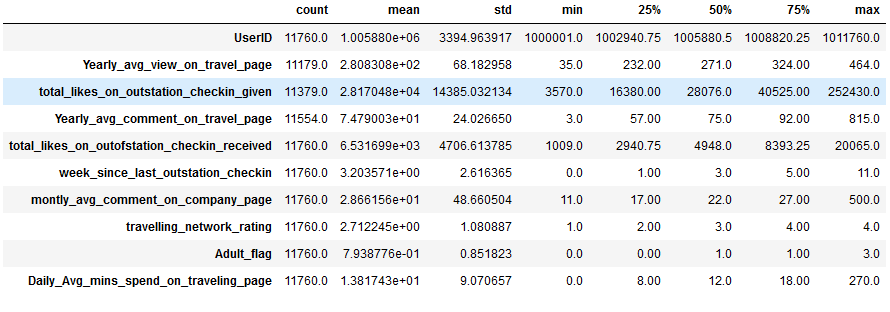 count mean std min 25% 50% 75% max
UserID 11760.0 1.005880e+06 3394.963917 1000001.0 1002940.75 1005880.5 1008820.25 1011760.0
Yearly_avg_view_on_travel_page 11179.0 2.808308e+02 68.182958 35.0 232.00 271.0 324.00 464.0
total_likes_on_outstation_checkin_given 11379.0 2.817048e+04 14385.032134 3570.0 16380.00 28076.0 40525.00 252430.0
Yearly_avg_comment_on_travel_page 11554.0 7.479003e+01 24.026650 3.0 57.00 75.0 92.00 815.0
total_likes_on_outofstation_checkin_received 11760.0 6.531699e+03 4706.613785 1009.0 2940.75 4948.0 8393.25 20065.0
week_since_last_outstation_checkin 11760.0 3.203571e+00 2.616365 0.0 1.00 3.0 5.00 11.0
montly_avg_comment_on_company_page 11760.0 2.866156e+01 48.660504 11.0 17.00 22.0 27.00 500.0
travelling_network_rating 11760.0 2.712245e+00 1.080887 1.0 2.00 3.0 4.00 4.0
Adult_flag 11760.0 7.938776e-01 0.851823 0.0 0.00 1.0 1.00 3.0
Daily_Avg_mins_spend_on_traveling_page 11760.0 1.381743e+01 9.070657 0.0 8.00 12.0 18.00 270.0